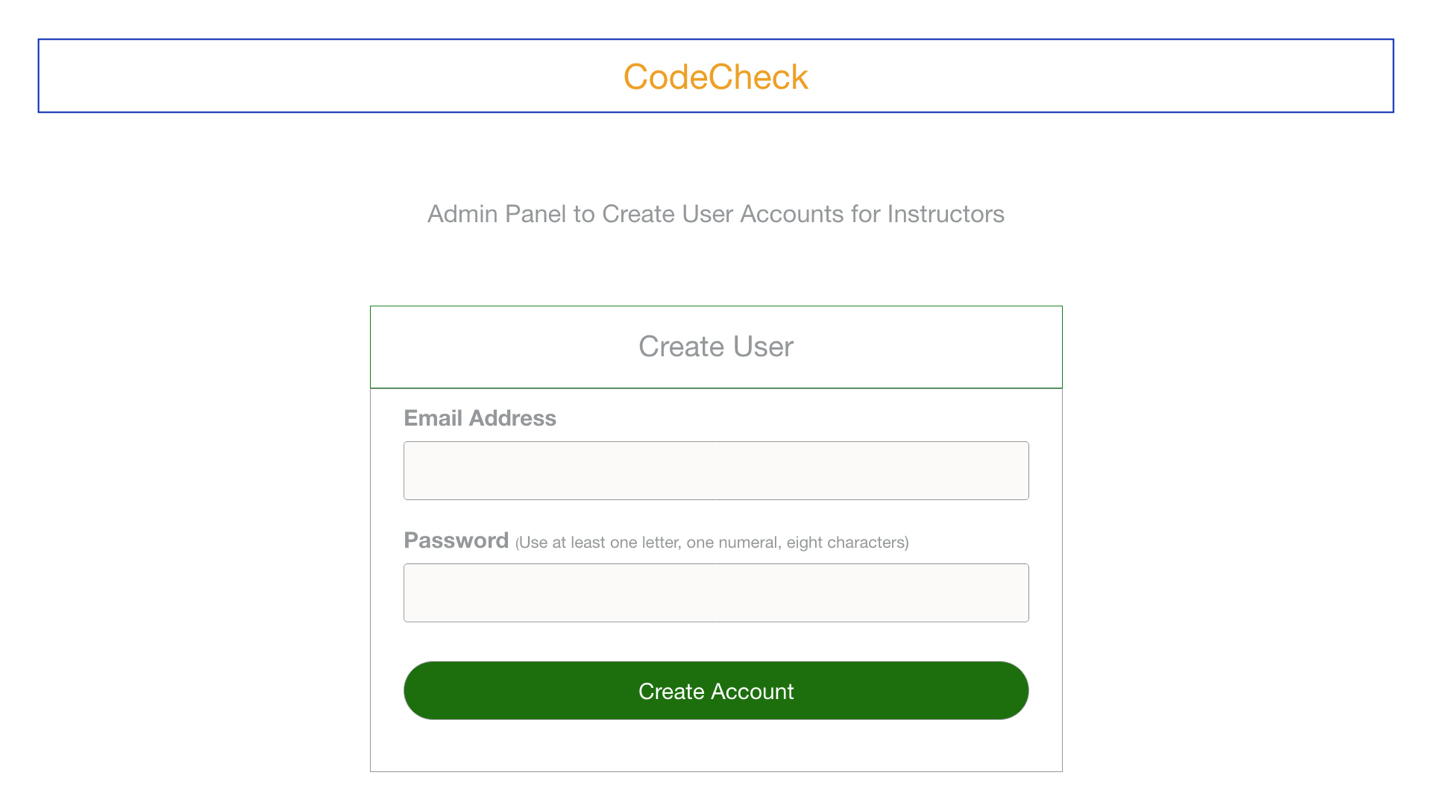 CodeCheck
Admin Panel to Create User Accounts for Instructors
Create User
Email Address
Password (Use at least one letter, one numeral, eight characters)
Create Account